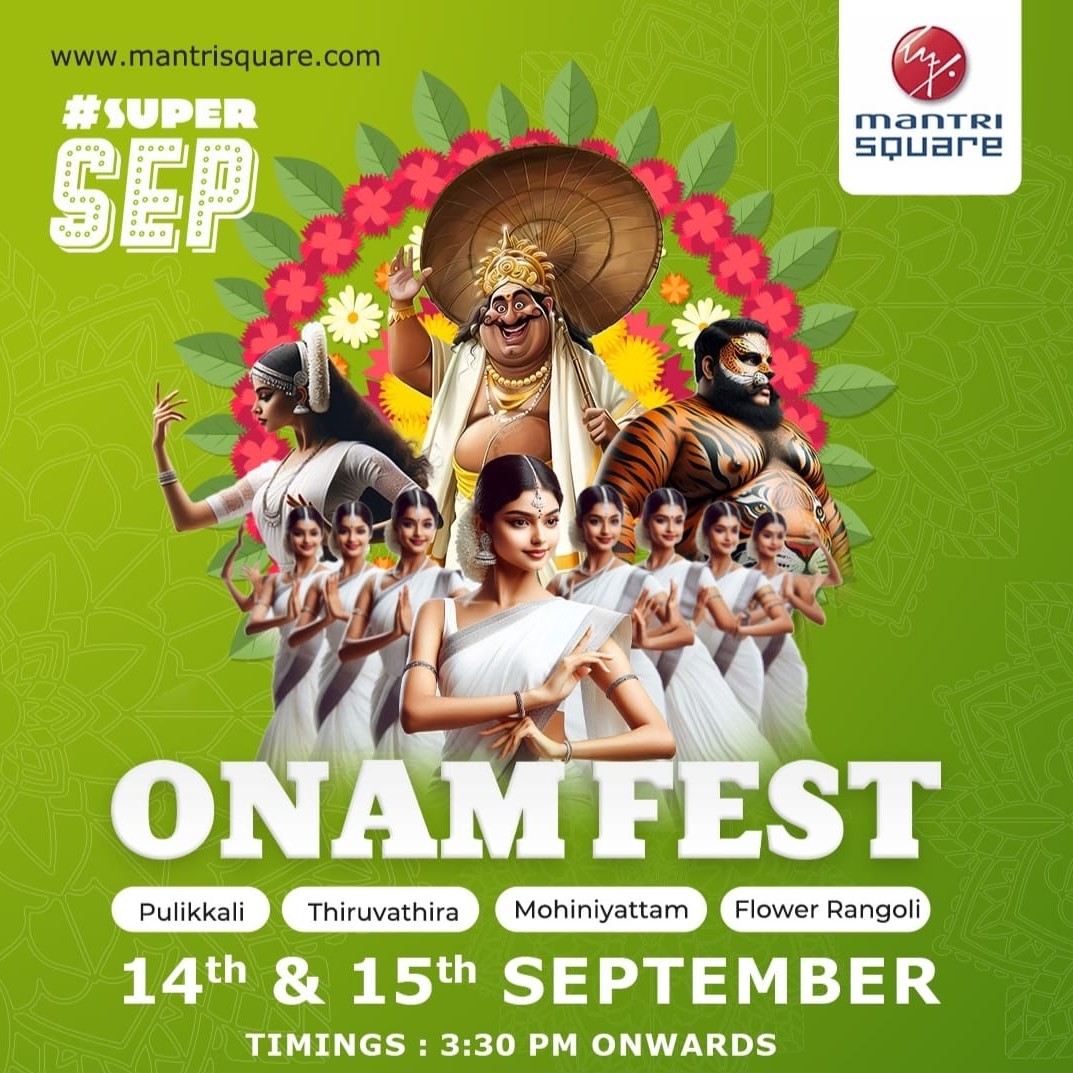 www.mantrisquare.com
#SUPER
SEP
mantri
square
ONAM FEST
Pulikkali Thiruvathira Mohiniyattam Flower Rangoli
14th & 15th SEPTEMBER
TIMINGS : 3:30 PM ONWARDS